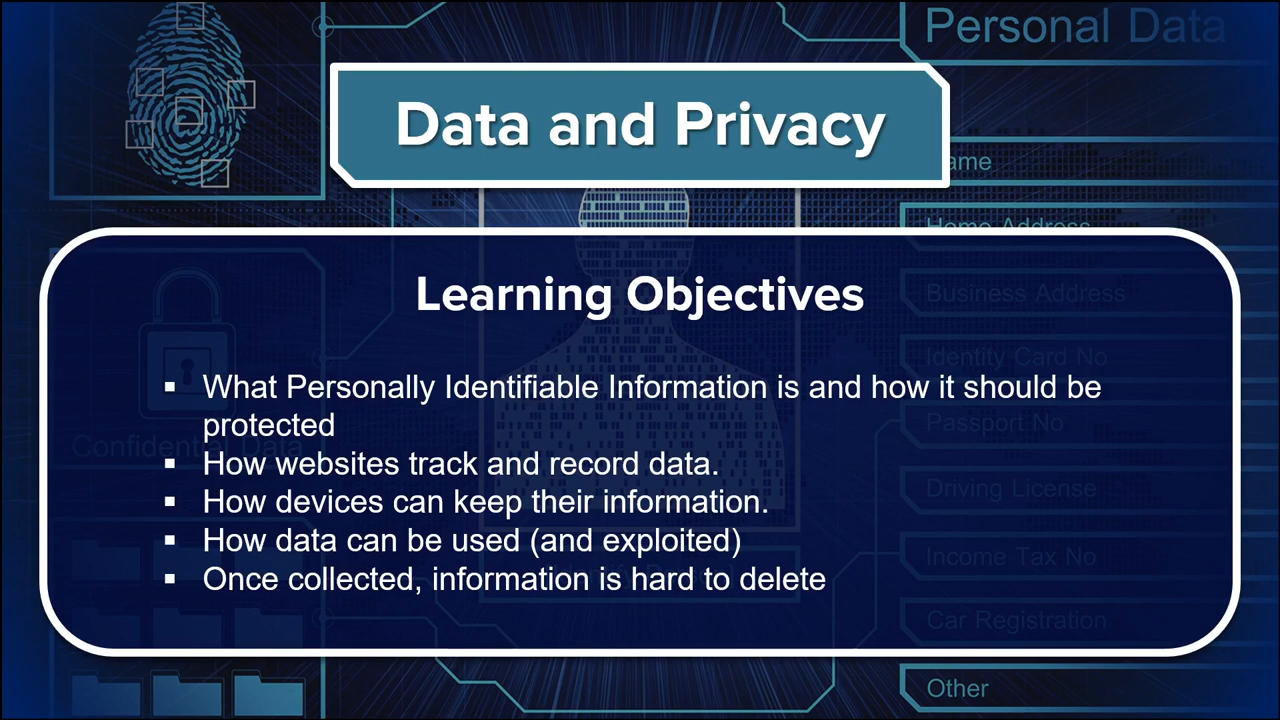 Personal Data
Data and Privacy
ame
Home Address
Learning Objectives
Business Address
Identity Card No
▪ What Personally Identifiable Information is and how it should be
protected
Passport No
Confidential Data
▪ How websites track and record data.
Driving License
▪ How devices can keep their information.
▪ How data can be used (and exploited)
Income Tax No
▪ Once collected, information is hard to delete
Car Registration
Other